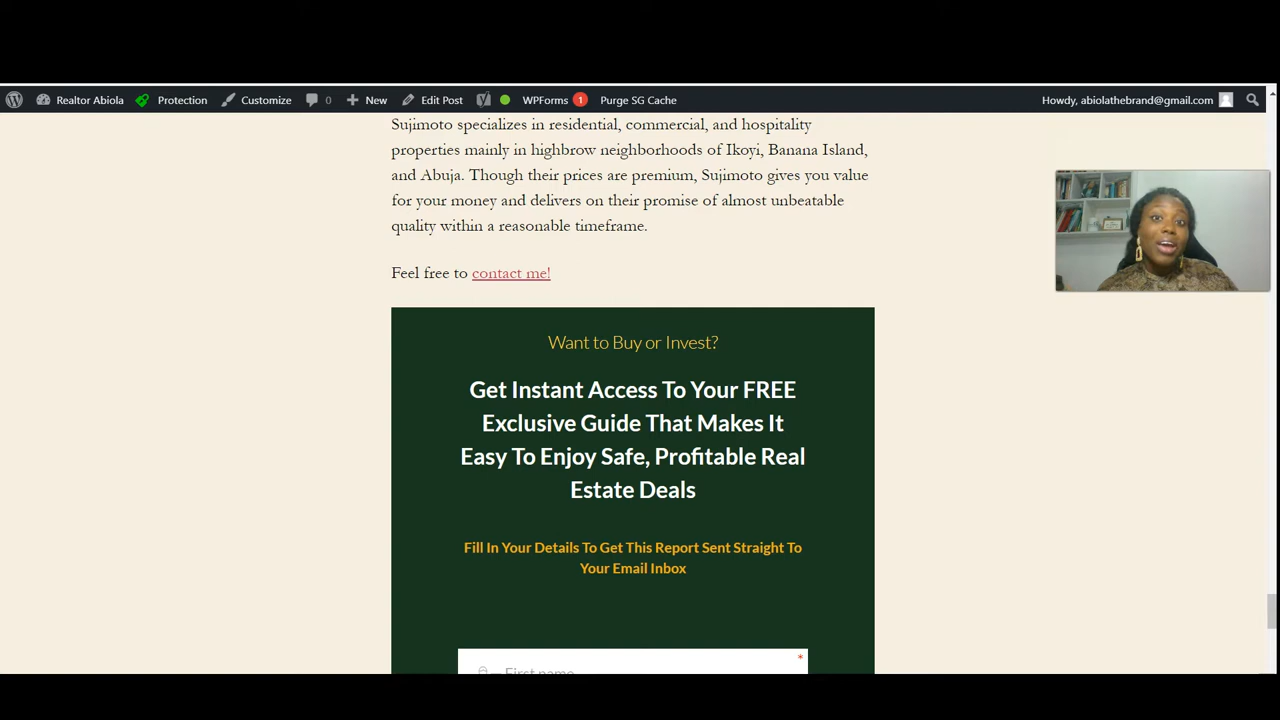 Realtor Abiola Protection Customize 0 New Edit Post WPForms 1 Purge SG Cache Howdy, abiolathebrand@gmail.com
Sujimoto specializes in residential, commercial, and hospitality
properties mainly in highbrow neighborhoods of Ikoyi, Banana Island,
and Abuja. Though their prices are premium, Sujimoto gives you value
for your money and delivers on their promise of almost unbeatable
quality within a reasonable timeframe.
Feel free to contact me!
Want to Buy or Invest?
Get Instant Access To Your FREE
Exclusive Guide That Makes It
Easy To Enjoy Safe, Profitable Real
Estate Deals
Fill In Your Details To Get This Report Sent Straight To
Your Email Inbox
*
First name